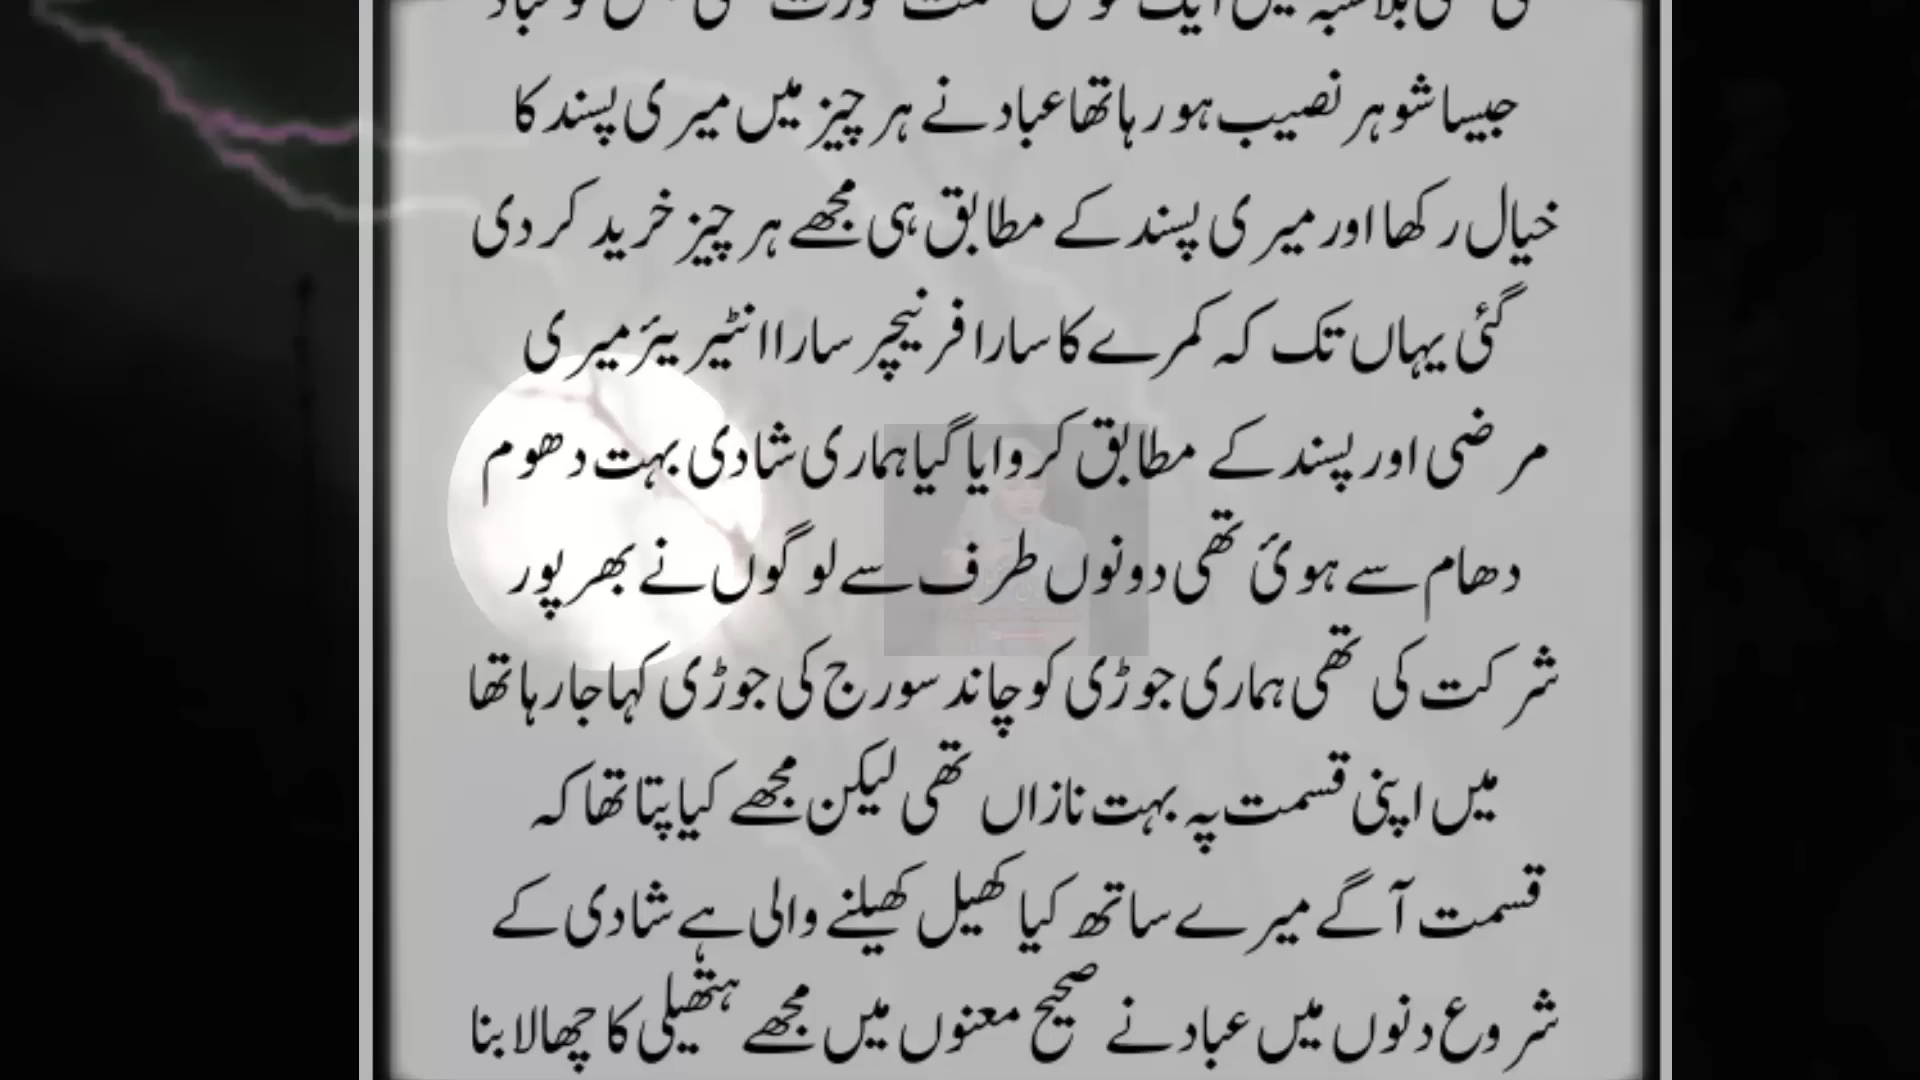 جیسا شوہر نصیب ہو رہا تھا عباد نے ہر چیز میں میری پسند کا
خیال رکھا اور میری پسند کے مطابق ہی مجھے ہر چیز خرید کر دی
گئی یہاں تک کہ کمرے کا سارا فرنیچر سارا انٹیریئر میری
مرضی اور پسند کے مطابق کروایا گیا ہماری شادی بہت دھوم
دھام سے ہوئ تھی دونوں طرف سے لوگوں نے بھر پور
شرکت کی تھی ہماری جوڑی کو چاند سورج کی جوڑی کہا جا رہا تھا
میں اپنی قسمت پہ بہت نازاں تھی لیکن مجھے کیا پتا تھا کہ
قسمت آگے میرے ساتھ کیا کھیل کھیلنے والی ہے شادی کے
شروع دنوں میں عباد نے صحیح معنوں میں مجھے ہتھیلی کا چھالا بنا